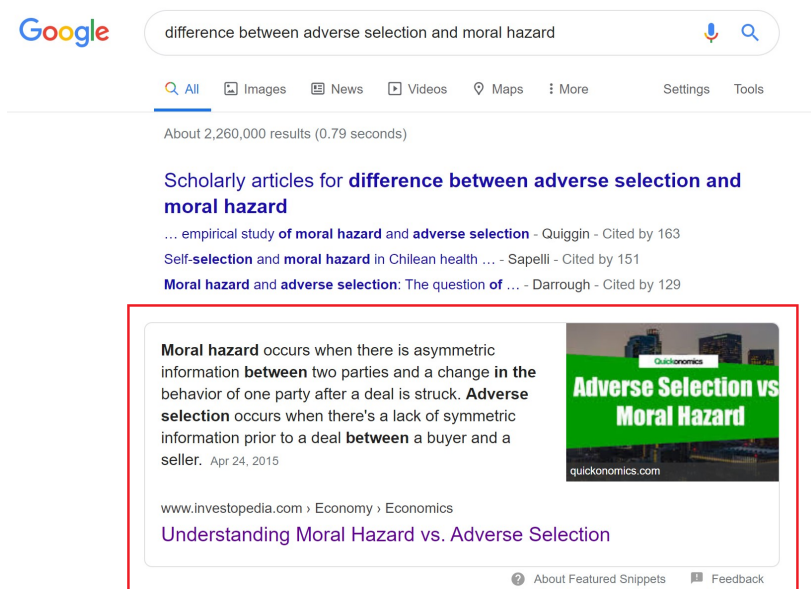 Google
difference between adverse selection and moral hazard
All Images News Videos Maps More Settings Tools
About 2,260,000 results (0.79 seconds)
Scholarly articles for difference between adverse selection and
moral hazard
… empirical study of moral hazard and adverse selection - Quiggin - Cited by 163
Self-selection and moral hazard in Chilean health … - Sapelli - Cited by 151
Moral hazard and adverse selection: The question of … - Darrough - Cited by 129
Moral hazard occurs when there is asymmetric
information between two parties and a change in the
behavior of one party after a deal is struck. Adverse
selection occurs when there's a lack of symmetric
information prior to a deal between a buyer and a
seller. Apr 24, 2015
Quickonomics
Adverse Selection vs
Moral Hazard
quickonomics.com
www.investopedia.com › Economy › Economics
Understanding Moral Hazard vs. Adverse Selection
About Featured Snippets Feedback